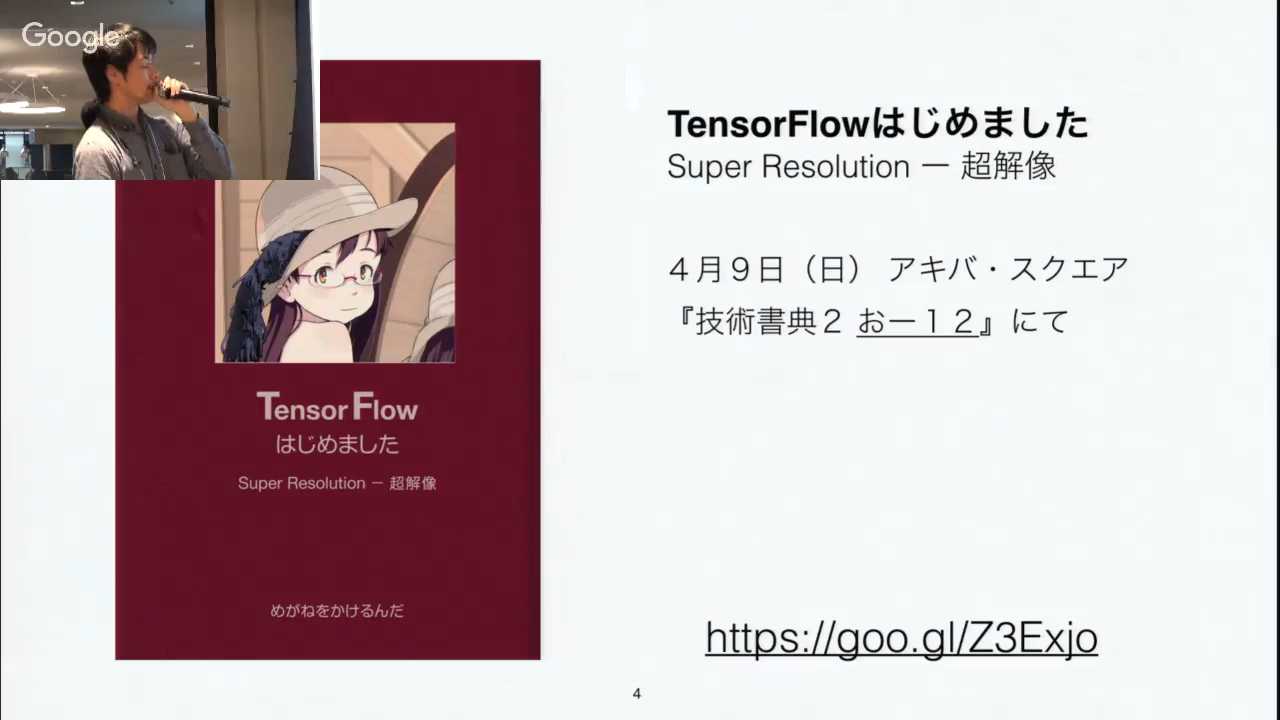 Google
TensorFlowはじめました
Super Resolution ー 超解像
４月９日（日） アキバ・スクエア
『技術書典２ おー１２』にて
TensorFlow
はじめました
Super Resolution ー 超解像
めがねをかけるんだ
https://goo.gl/Z3Exjo
4